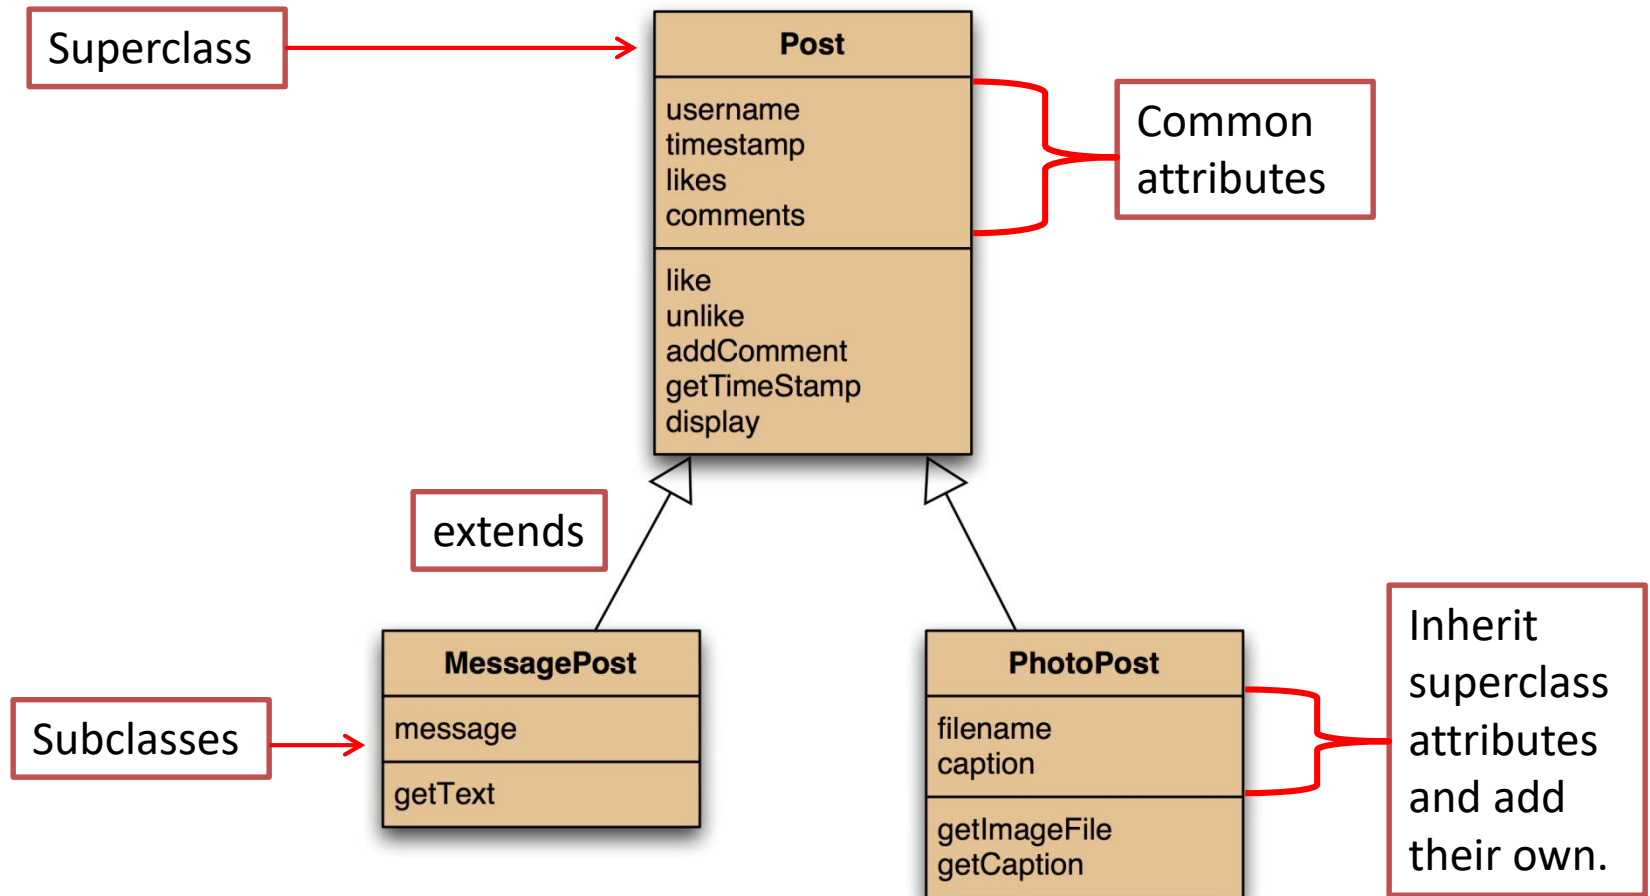 Superclass
Post
username
timestamp
likes
comments
Common
attributes
like
unlike
addComment
getTimeStamp
display
extends
MessagePost
message
getText
Subclasses
PhotoPost
filename
caption
getImageFile
getCaption
Inherit
superclass
attributes
and add
their own.